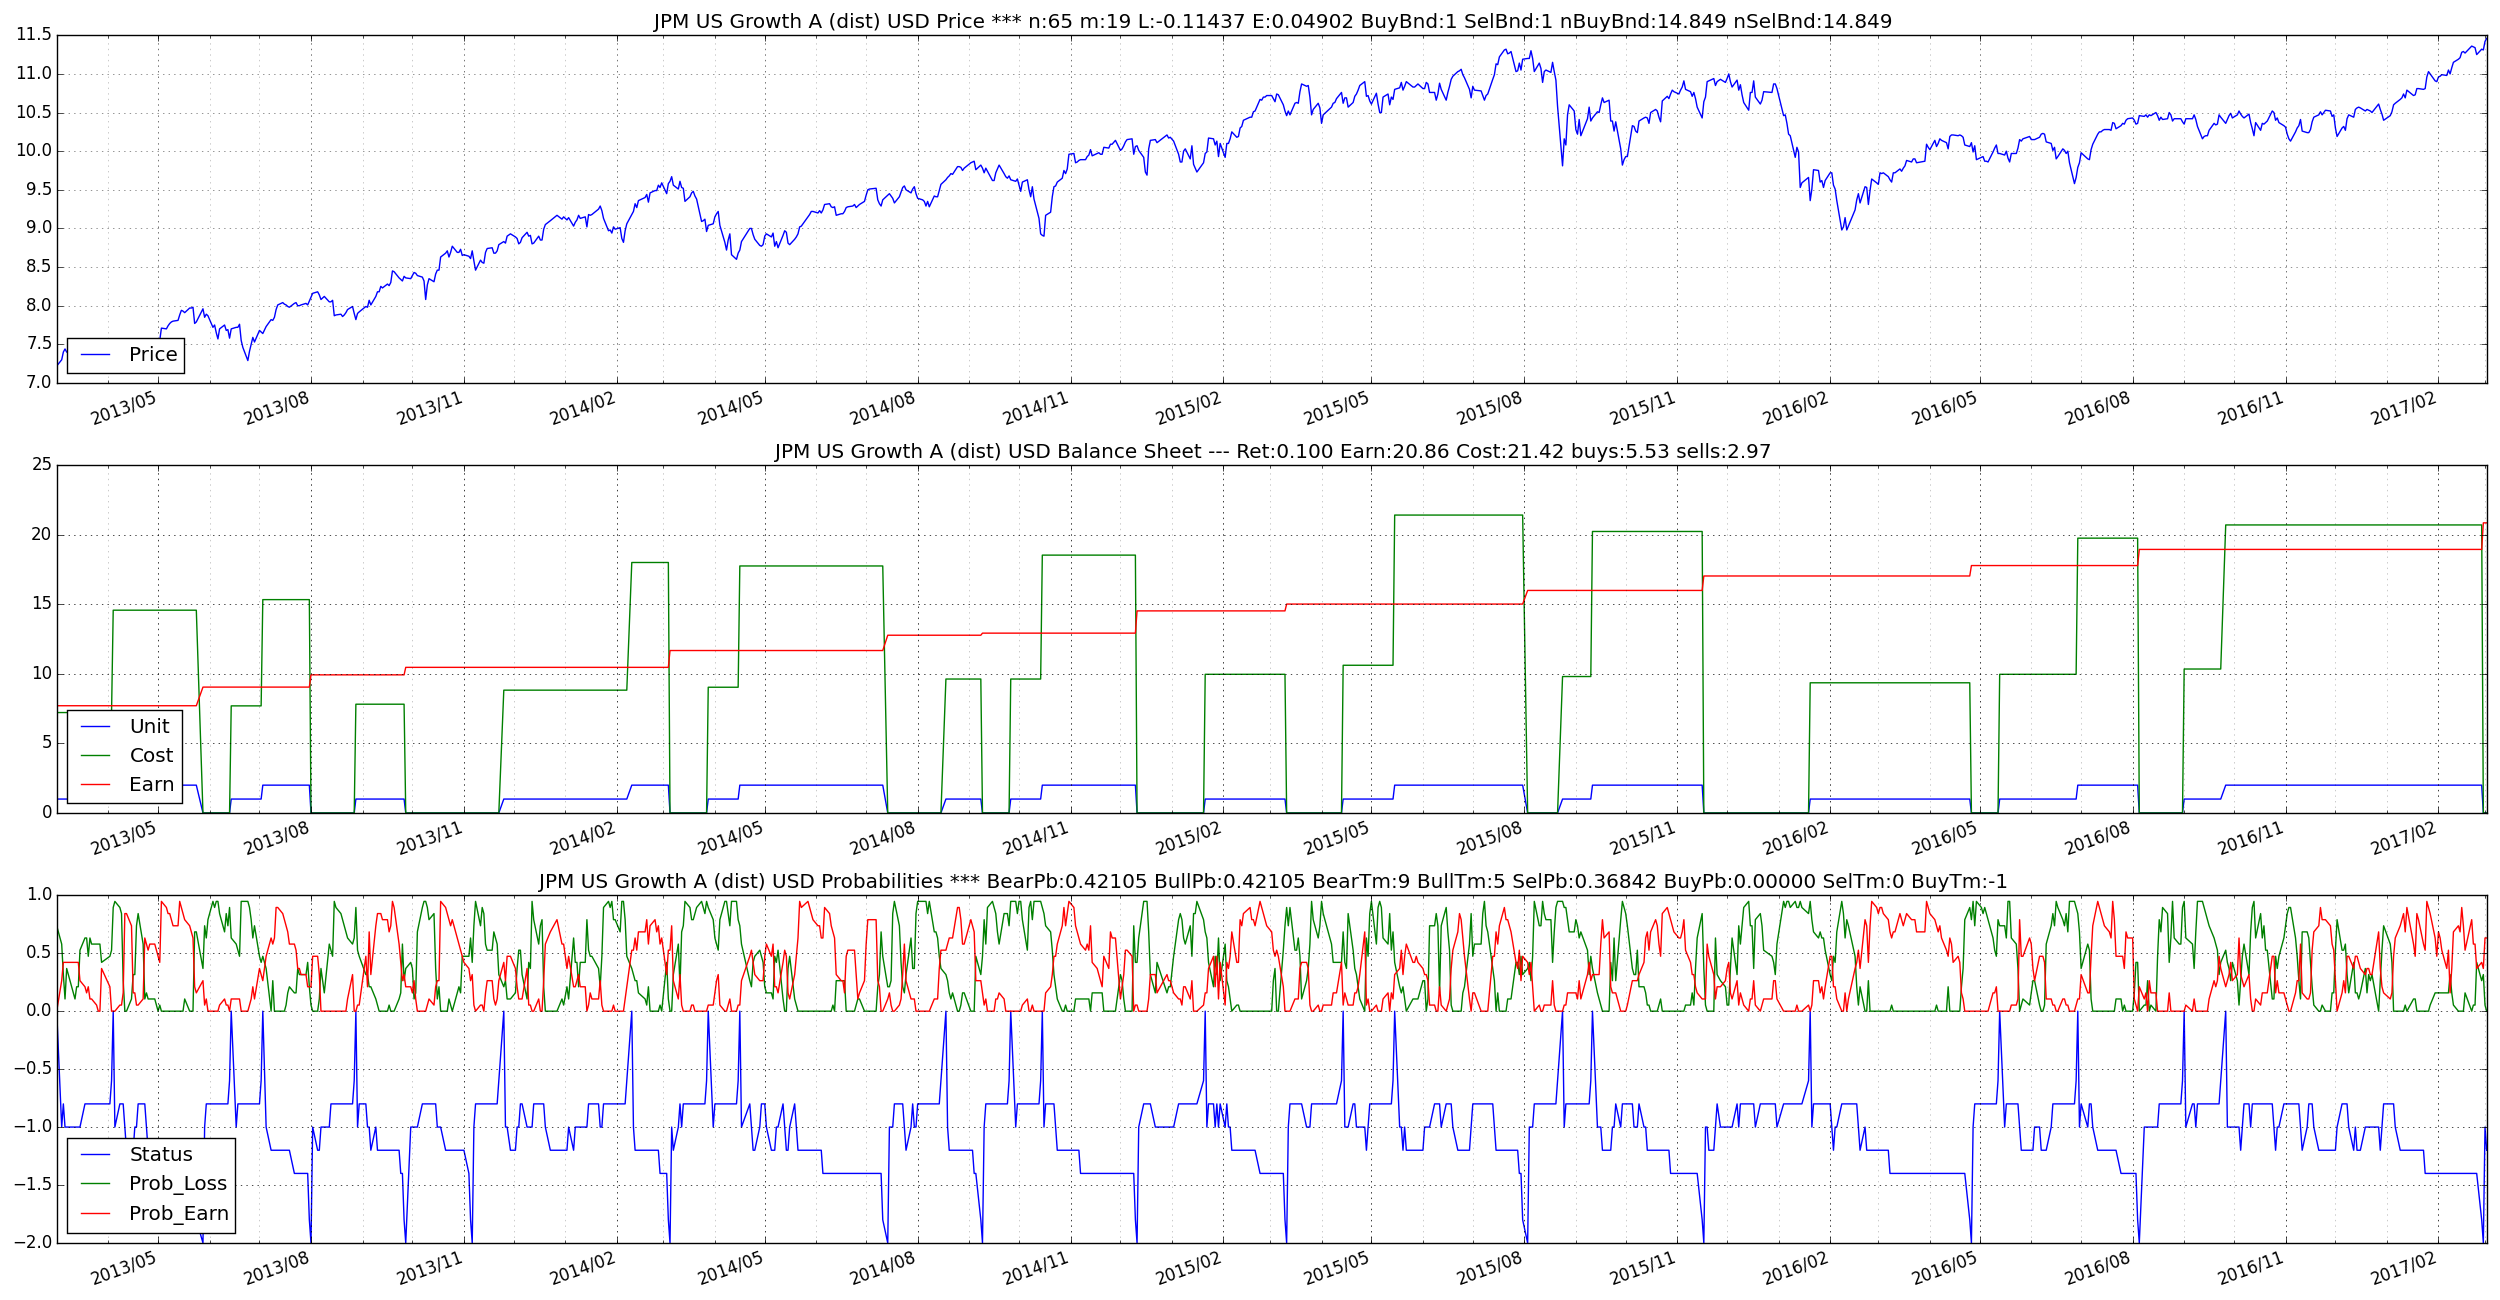 JPM US Growth A (dist) USD Price *** n:65 m:19 L:-0.11437 E:0.04902 BuyBnd:1 SelBnd:1 nBuyBnd:14.849 nSelBnd:14.849
11.5
11.0
10.5
10.0
9.5
9.0
8.5
8.0
7.5
7.0
Price
2013/05 2013/08 2013/11 2014/02 2014/05 2014/08 2014/11 2015/02 2015/05 2015/08 2015/11 2016/02 2016/05 2016/08 2016/11 2017/02
JPM US Growth A (dist) USD Balance Sheet --- Ret:0.100 Earn:20.86 Cost:21.42 buys:5.53 sells:2.97
25
20
15
10
5
0
Unit
Cost
Earn
2013/05 2013/08 2013/11 2014/02 2014/05 2014/08 2014/11 2015/02 2015/05 2015/08 2015/11 2016/02 2016/05 2016/08 2016/11 2017/02
JPM US Growth A (dist) USD Probabilities *** BearPb:0.42105 BullPb:0.42105 BearTm:9 BullTm:5 SelPb:0.36842 BuyPb:0.00000 SelTm:0 BuyTm:-1
1.0
0.5
0.0
−0.5
−1.0
−1.5
−2.0
Status
Prob_Loss
Prob_Earn
2013/05 2013/08 2013/11 2014/02 2014/05 2014/08 2014/11 2015/02 2015/05 2015/08 2015/11 2016/02 2016/05 2016/08 2016/11 2017/02